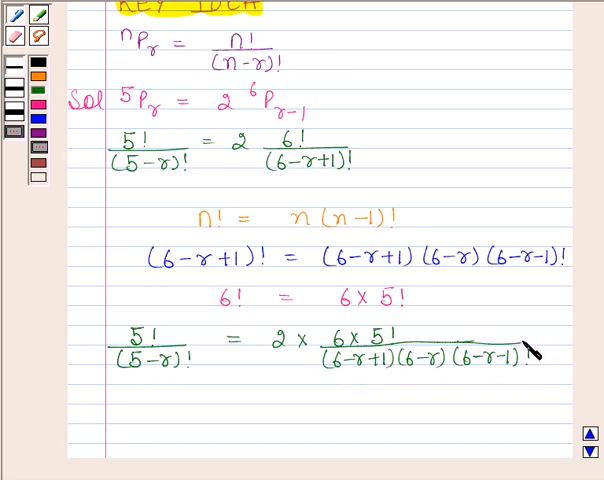 KEY IDEA
ⁿPᵣ = n! / (n-r)!
Sol ⁵Pᵣ = 2 ⁶Pᵣ₋₁
5! / (5-r)! = 2 6! / (6-r+1)!
n! = n (n-1)!
(6-r+1)! = (6-r+1) (6-r) (6-r-1)!
6! = 6 × 5!
5! / (5-r)! = 2 × 6 × 5! / (6-r+1)(6-r)(6-r-1)!